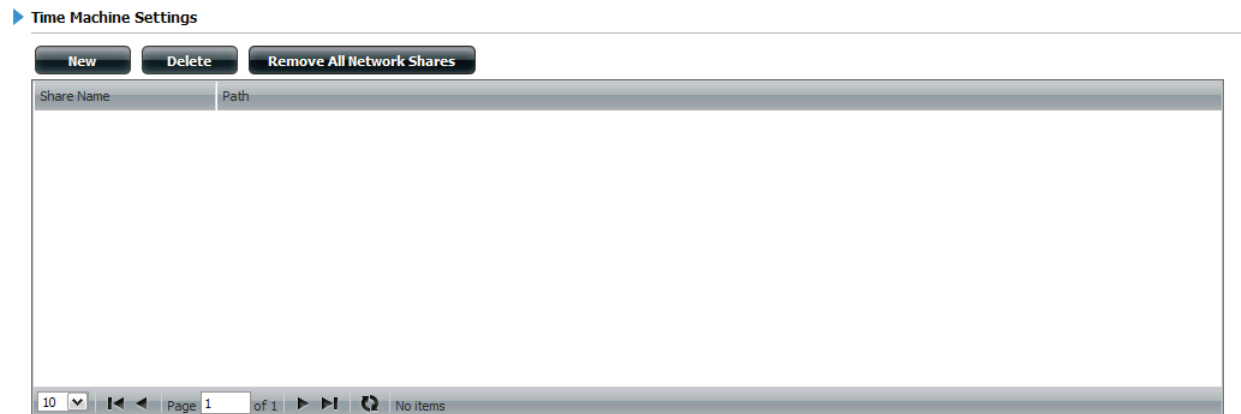 Time Machine Settings
New Delete Remove All Network Shares
Share Name Path
10 Page 1 of 1 No items